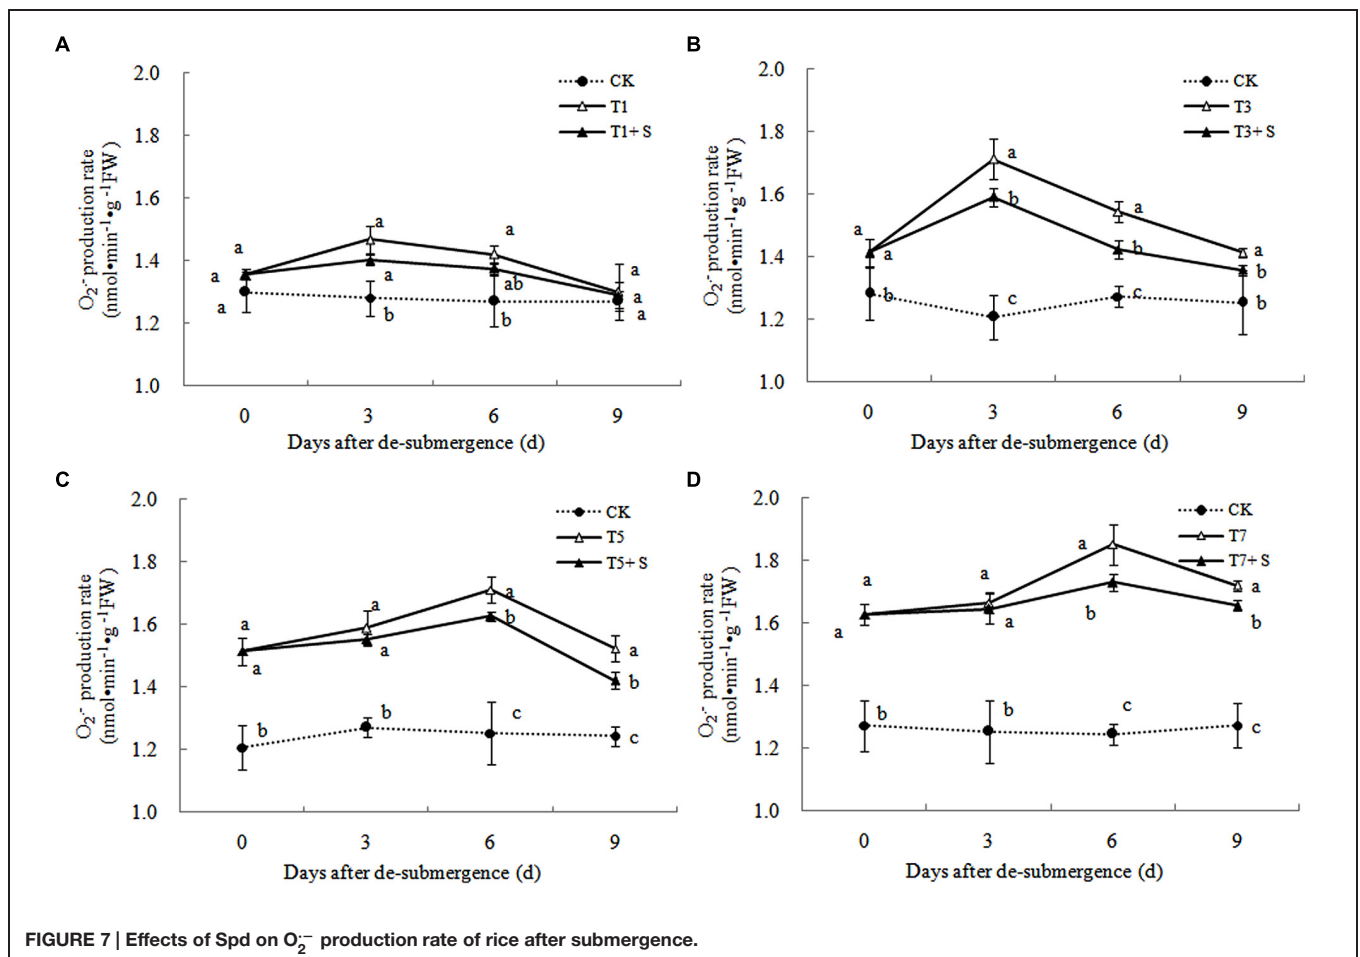 A
2.0
1.8
1.6
1.4
1.2
1.0
O₂·⁻ production rate
(nmol•min⁻¹•g⁻¹FW)
CK
T1
T1+S
a
a
a
a
a
b
a
ab
b
a
a
a
0 3 6 9
Days after de-submergence (d)
B
2.0
1.8
1.6
1.4
1.2
1.0
O₂·⁻ production rate
(nmol•min⁻¹•g⁻¹FW)
CK
T3
T3+S
a
a
b
a
b
c
a
b
c
a
b
b
0 3 6 9
Days after de-submergence (d)
C
2.0
1.8
1.6
1.4
1.2
1.0
O₂·⁻ production rate
(nmol•min⁻¹•g⁻¹FW)
CK
T5
T5+S
a
a
b
a
a
b
a
b
c
a
b
c
0 3 6 9
Days after de-submergence (d)
D
2.0
1.8
1.6
1.4
1.2
1.0
O₂·⁻ production rate
(nmol•min⁻¹•g⁻¹FW)
CK
T7
T7+S
a
a
b
a
a
b
a
b
c
a
b
c
0 3 6 9
Days after de-submergence (d)
FIGURE 7 | Effects of Spd on O₂·⁻ production rate of rice after submergence.